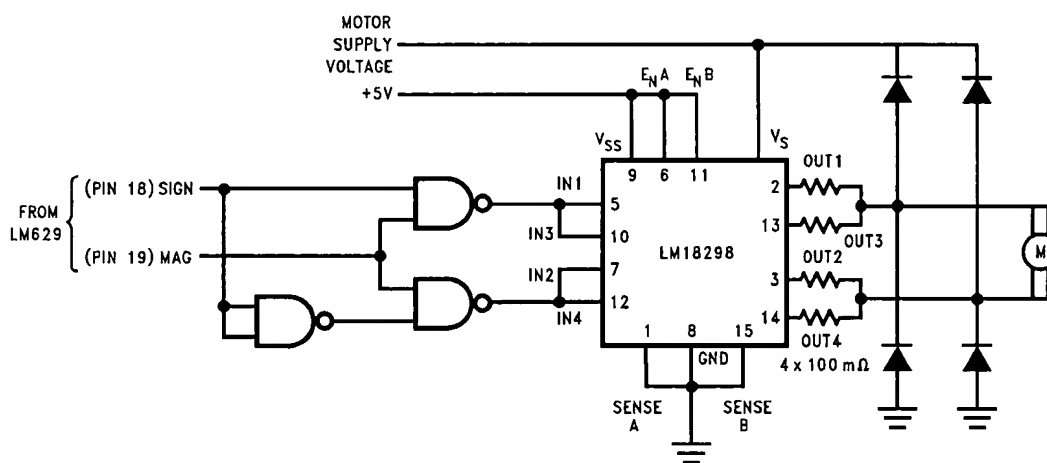 MOTOR
SUPPLY
VOLTAGE
+5V
ENA
ENB
VSS
VS
9
6
11
FROM
LM629
(PIN 18) SIGN
(PIN 19) MAG
IN1
IN3
IN2
IN4
5
10
7
12
LM18298
2
13
3
14
OUT1
OUT3
OUT2
OUT4
4 x 100 mΩ
M
1
8
15
GND
SENSE
A
SENSE
B